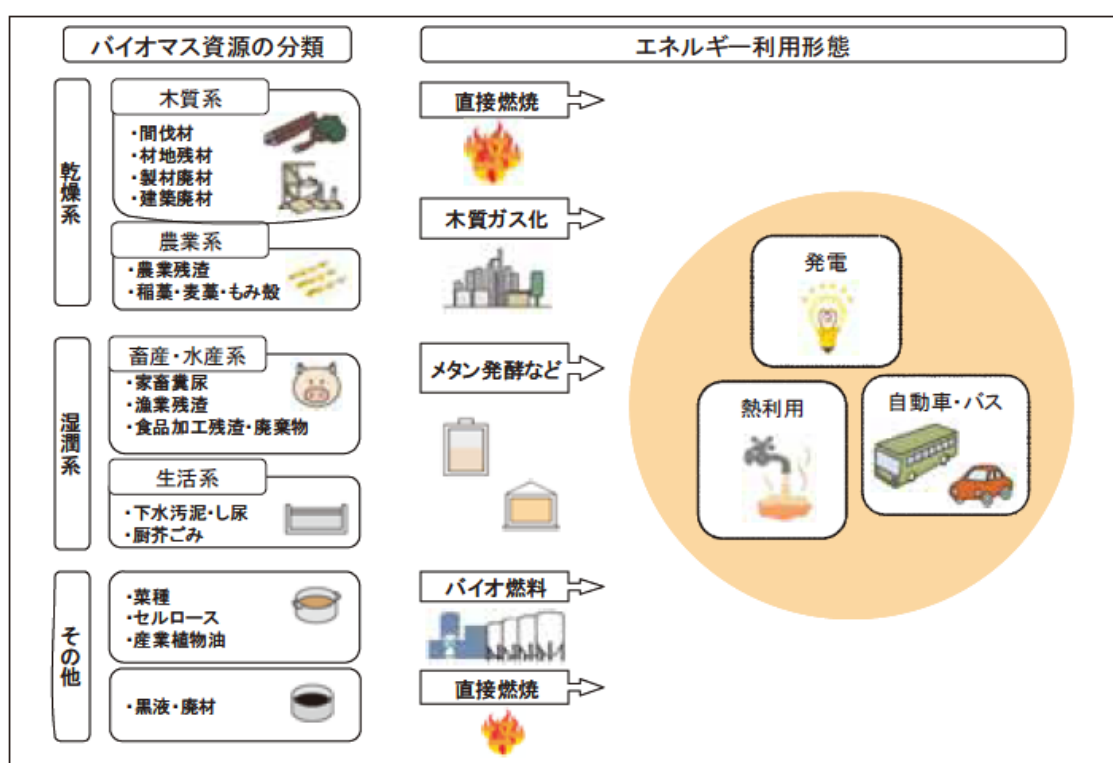 バイオマス資源の分類
エネルギー利用形態
乾燥系
木質系
・間伐材
・材地残材
・製材廃材
・建築廃材
農業系
・農業残渣
・稲藁・麦藁・もみ殻
湿潤系
畜産・水産系
・家畜糞尿
・漁業残渣
・食品加工残渣・廃棄物
生活系
・下水汚泥・し尿
・厨芥ごみ
その他
・菜種
・セルロース
・産業植物油
・黒液・廃材
直接燃焼
木質ガス化
メタン発酵など
バイオ燃料
直接燃焼
発電
熱利用
自動車・バス